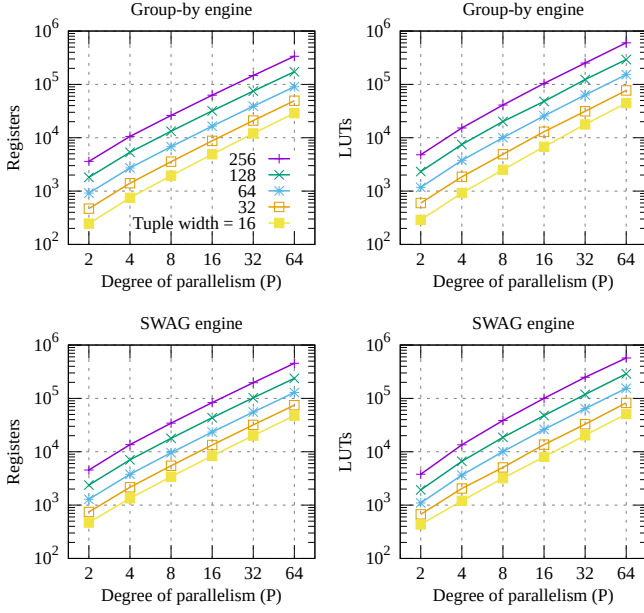 Group-by engine
Registers
10^6
10^5
10^4
10^3
10^2
256
128
64
32
Tuple width = 16
2 4 8 16 32 64
Degree of parallelism (P)
Group-by engine
LUTs
10^6
10^5
10^4
10^3
10^2
2 4 8 16 32 64
Degree of parallelism (P)
SWAG engine
Registers
10^6
10^5
10^4
10^3
10^2
2 4 8 16 32 64
Degree of parallelism (P)
SWAG engine
LUTs
10^6
10^5
10^4
10^3
10^2
2 4 8 16 32 64
Degree of parallelism (P)